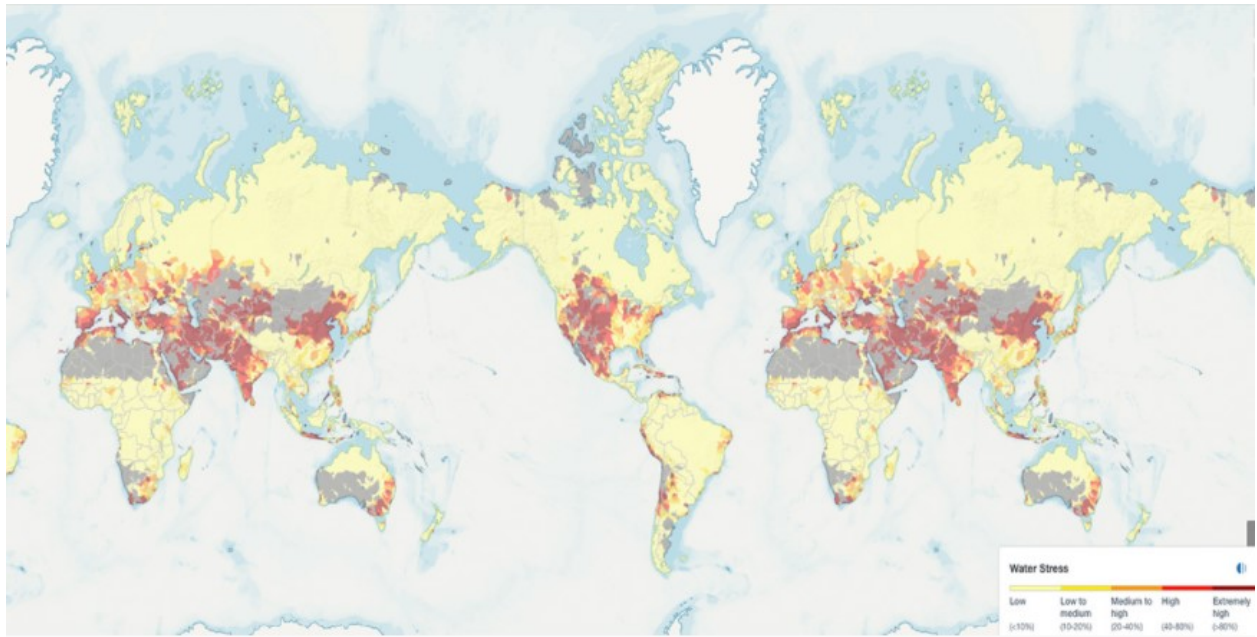 Water Stress
Low
Low to
medium
Medium to
high
High
Extremely
high
(<10%)
(10-20%)
(20-40%)
(40-80%)
(>80%)